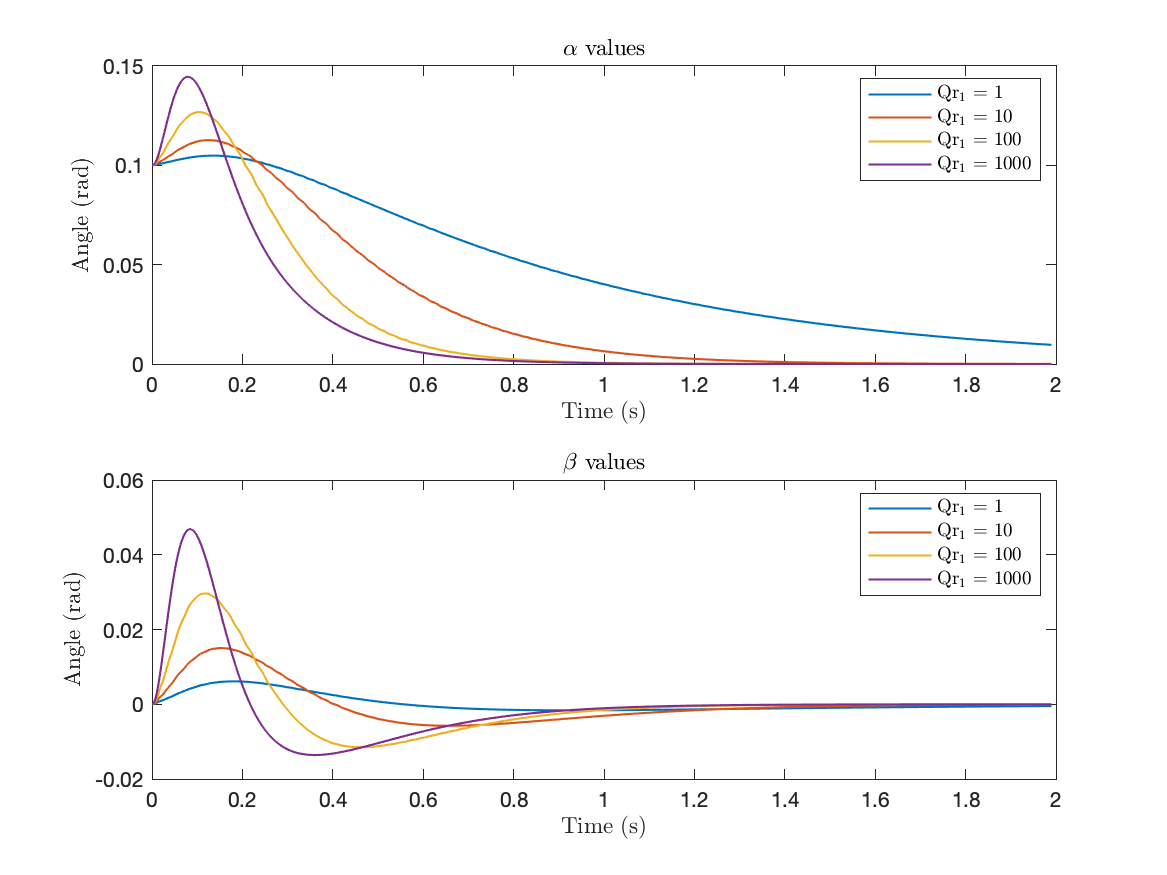 α values
0.15
0.1
0.05
0
Angle (rad)
Qr₁ = 1
Qr₁ = 10
Qr₁ = 100
Qr₁ = 1000
0 0.2 0.4 0.6 0.8 1 1.2 1.4 1.6 1.8 2
Time (s)
β values
0.06
0.04
0.02
0
-0.02
Angle (rad)
Qr₁ = 1
Qr₁ = 10
Qr₁ = 100
Qr₁ = 1000
0 0.2 0.4 0.6 0.8 1 1.2 1.4 1.6 1.8 2
Time (s)